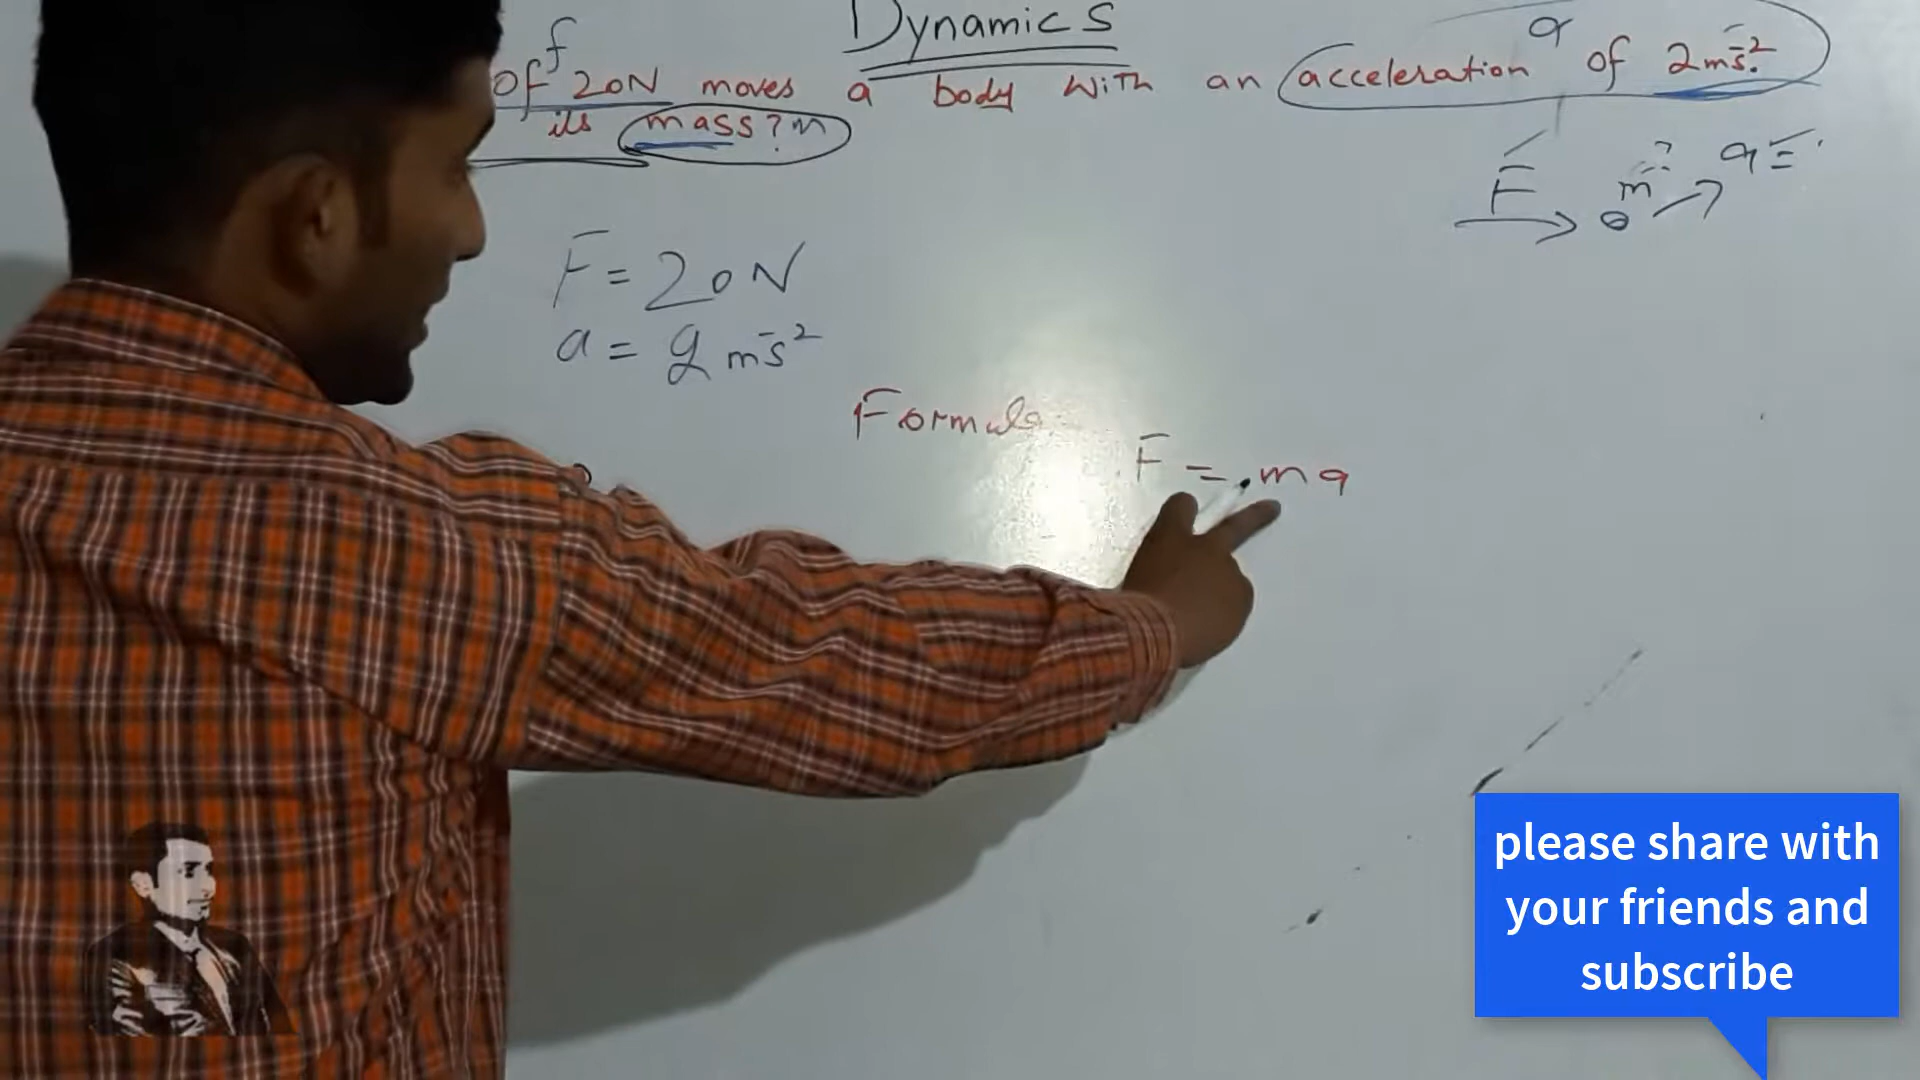 Dynamics
f
a
of 20N moves a body with an acceleration of 2ms⁻².
its mass? m
F m ? a =
F = 20N
a = 2ms⁻²
Formula
F = ma
please share with
your friends and
subscribe